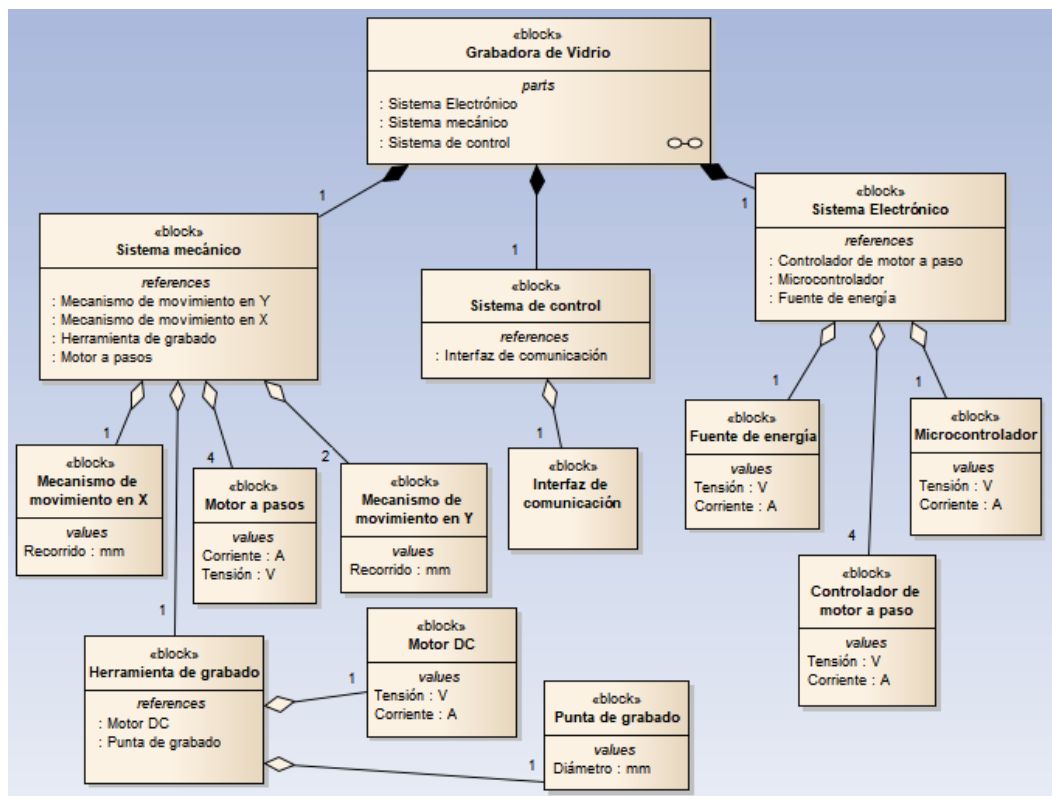 «block»
Grabadora de Vidrio
parts
: Sistema Electrónico
: Sistema mecánico
: Sistema de control
1
1
1
«block»
Sistema mecánico
references
: Mecanismo de movimiento en Y
: Mecanismo de movimiento en X
: Herramienta de grabado
: Motor a pasos
«block»
Sistema de control
references
: Interfaz de comunicación
«block»
Sistema Electrónico
references
: Controlador de motor a paso
: Microcontrolador
: Fuente de energía
1
4
2
1
1
1
«block»
Mecanismo de
movimiento en X
values
Recorrido : mm
«block»
Motor a pasos
values
Corriente : A
Tensión : V
«block»
Mecanismo de
movimiento en Y
values
Recorrido : mm
«block»
Interfaz de
comunicación
«block»
Fuente de energía
values
Tensión : V
Corriente : A
«block»
Microcontrolador
values
Tensión : V
Corriente : A
4
«block»
Controlador de
motor a paso
values
Tensión : V
Corriente : A
1
«block»
Herramienta de grabado
references
: Motor DC
: Punta de grabado
1
«block»
Motor DC
values
Tensión : V
Corriente : A
1
«block»
Punta de grabado
values
Diámetro : mm